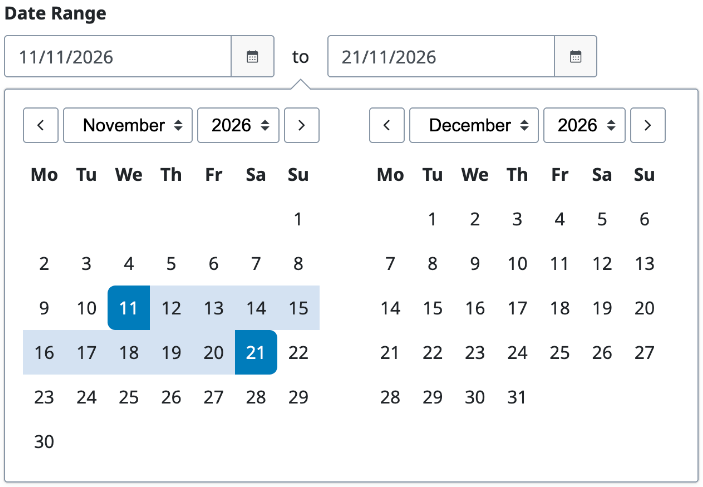 Date Range
11/11/2026 to 21/11/2026
November 2026 December 2026
Mo Tu We Th Fr Sa Su Mo Tu We Th Fr Sa Su
1 1 2 3 4 5 6
2 3 4 5 6 7 8 7 8 9 10 11 12 13
9 10 11 12 13 14 15 14 15 16 17 18 19 20
16 17 18 19 20 21 22 21 22 23 24 25 26 27
23 24 25 26 27 28 29 28 29 30 31
30